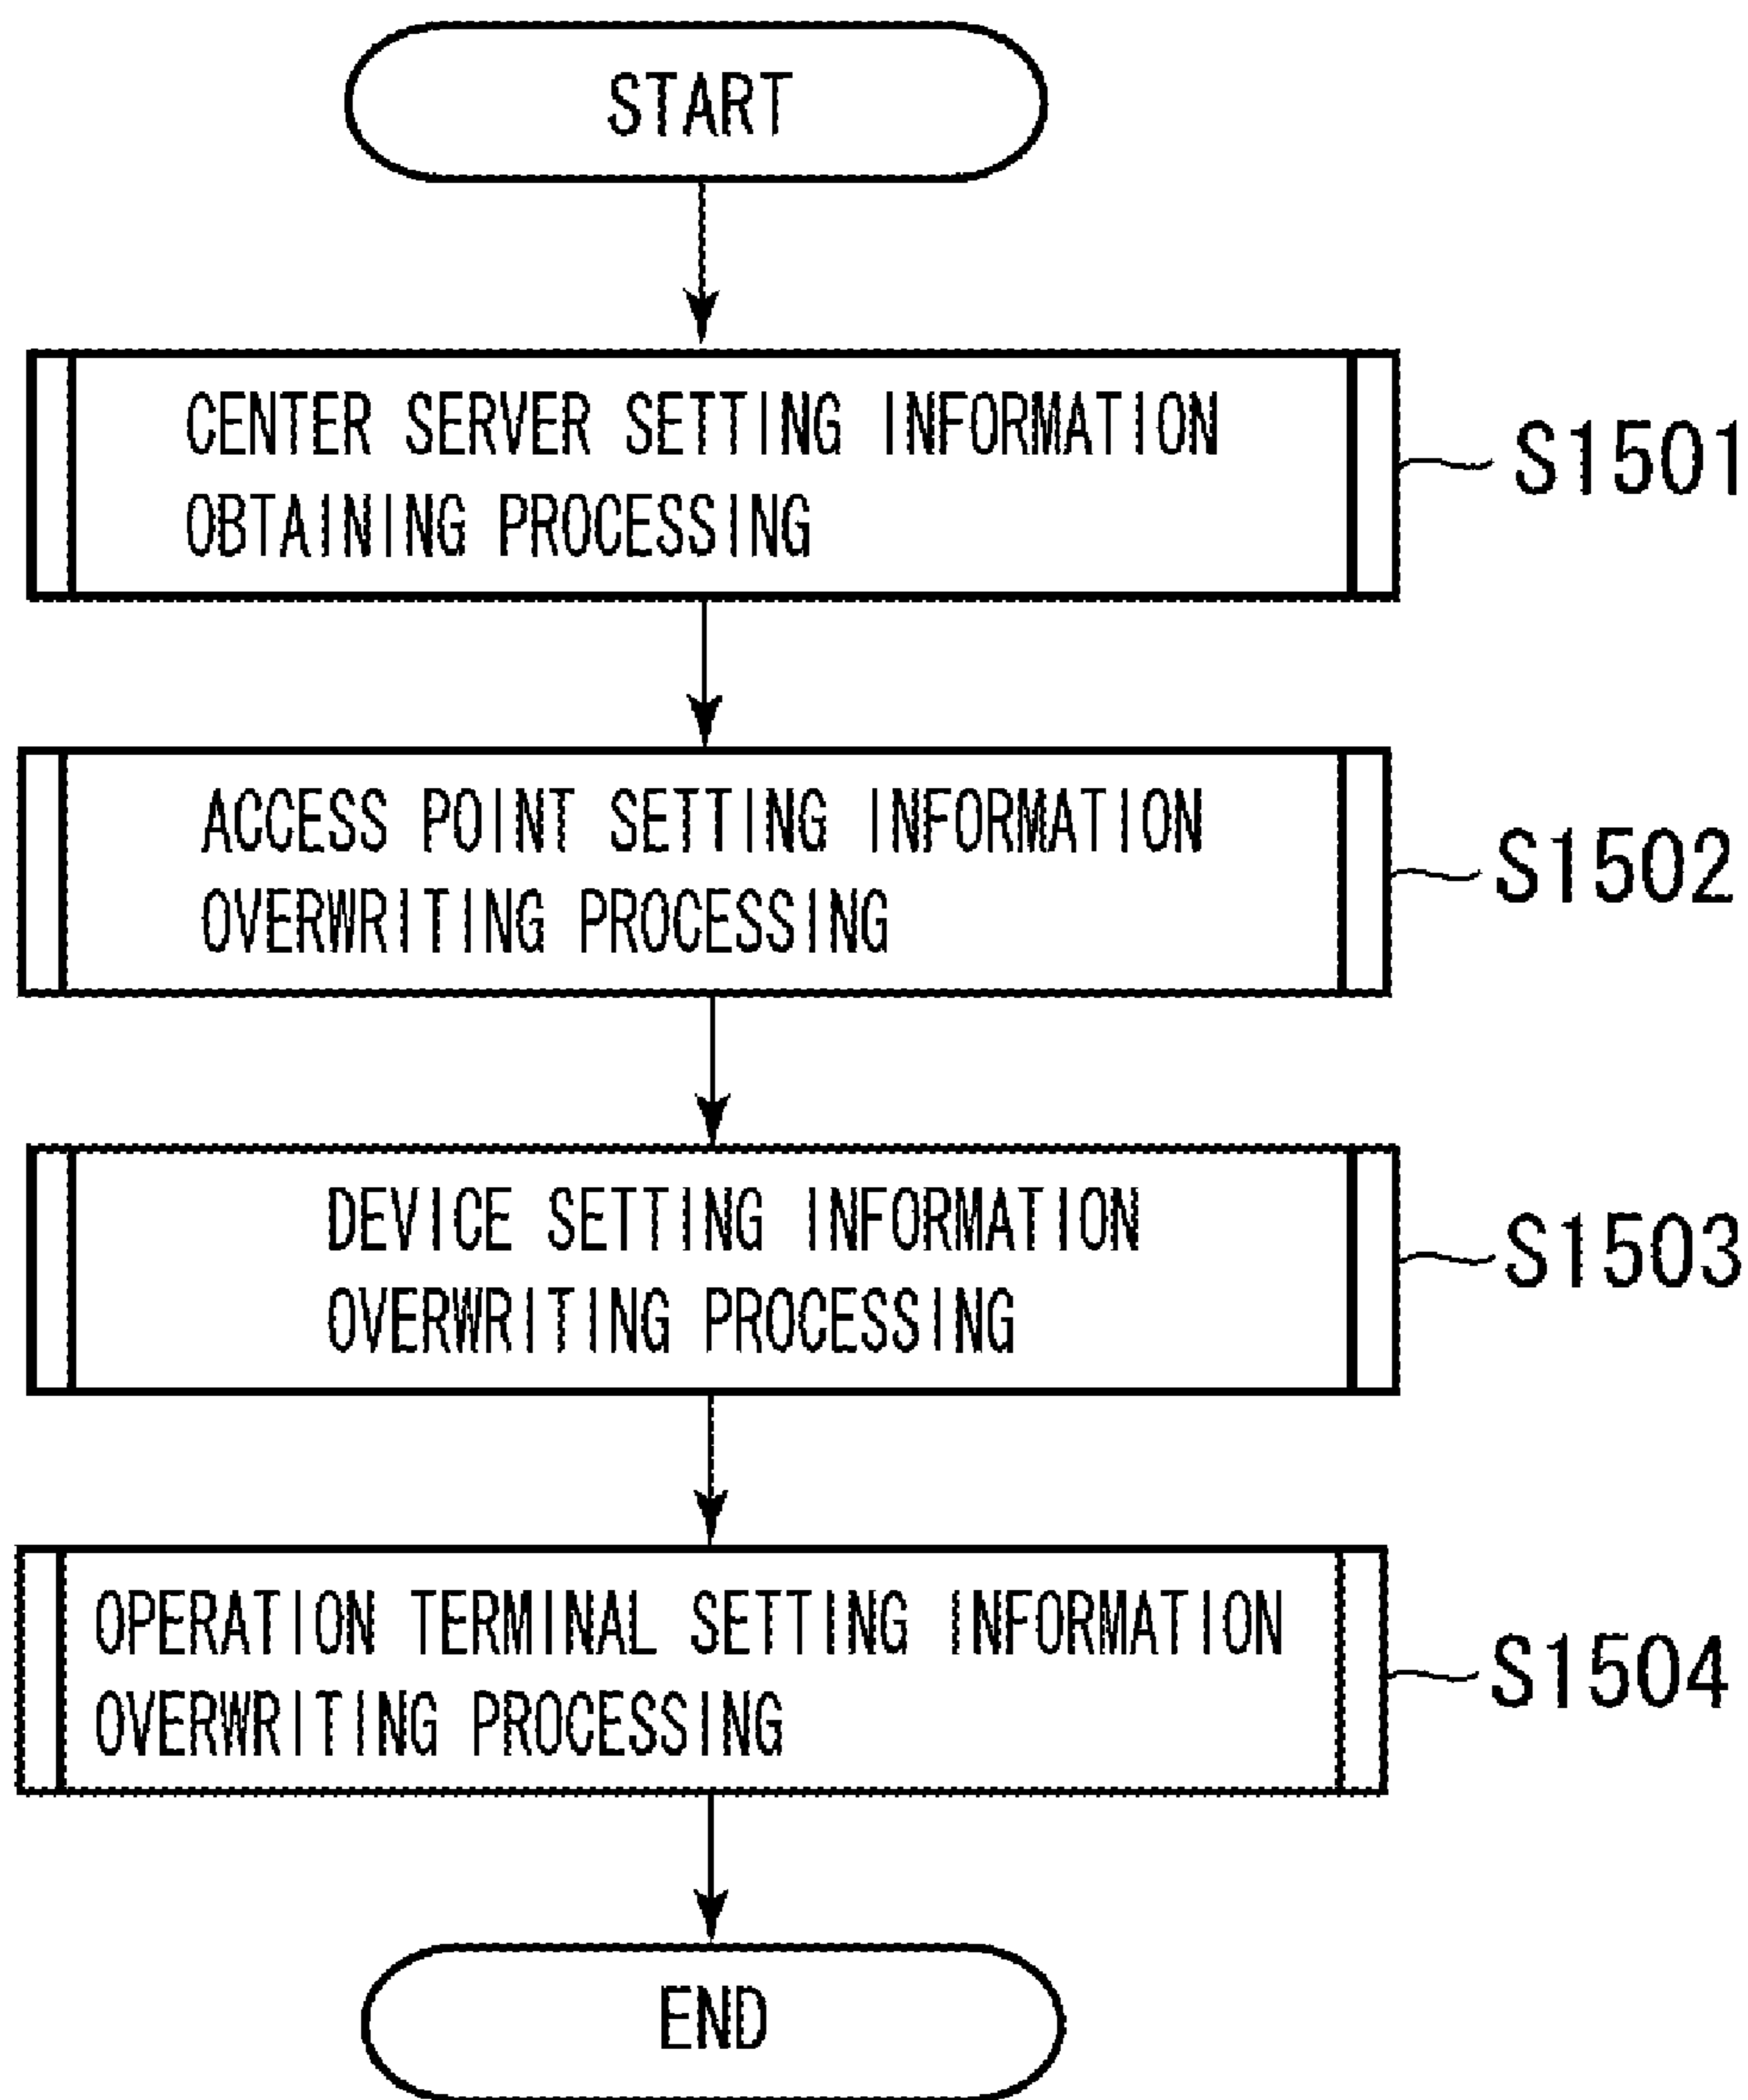 START
CENTER SERVER SETTING INFORMATION
OBTAINING PROCESSING
S1501
ACCESS POINT SETTING INFORMATION
OVERWRITING PROCESSING
S1502
DEVICE SETTING INFORMATION
OVERWRITING PROCESSING
S1503
OPERATION TERMINAL SETTING INFORMATION
OVERWRITING PROCESSING
S1504
END